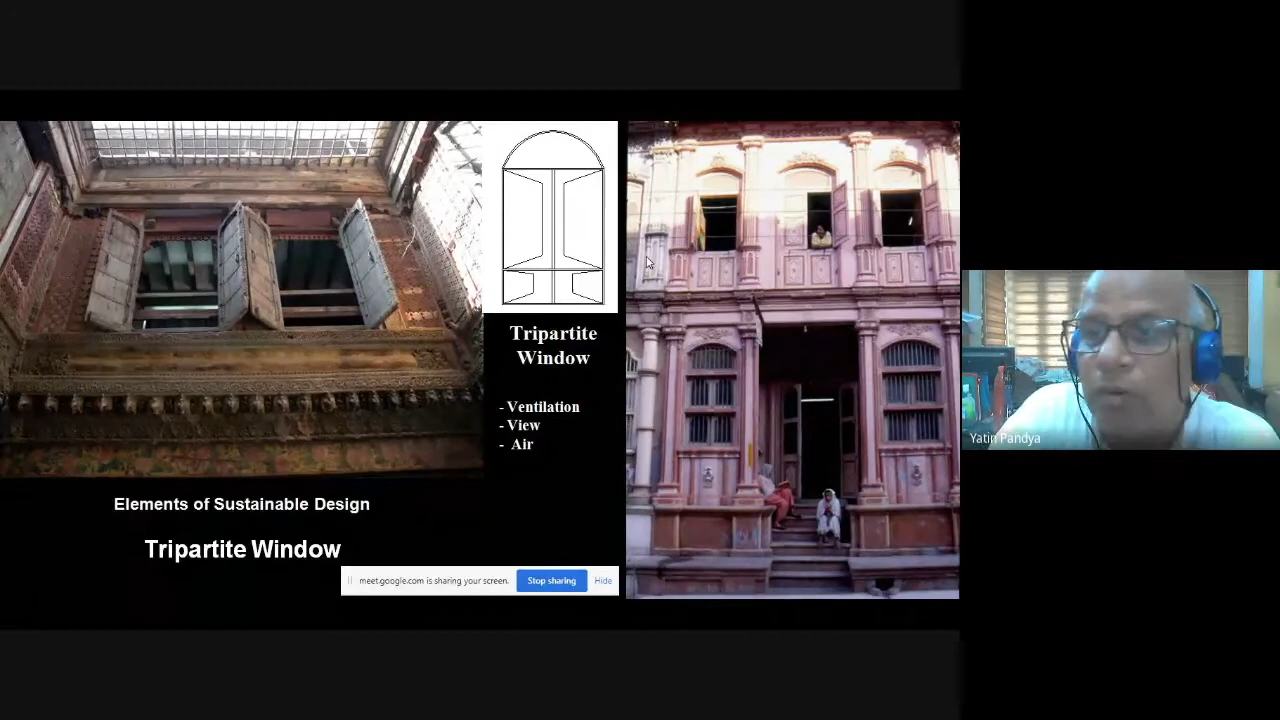 Tripartite
Window
- Ventilation
- View
- Air
Elements of Sustainable Design
Tripartite Window
meet.google.com is sharing your screen.
Stop sharing
Hide
Yatin Pandya